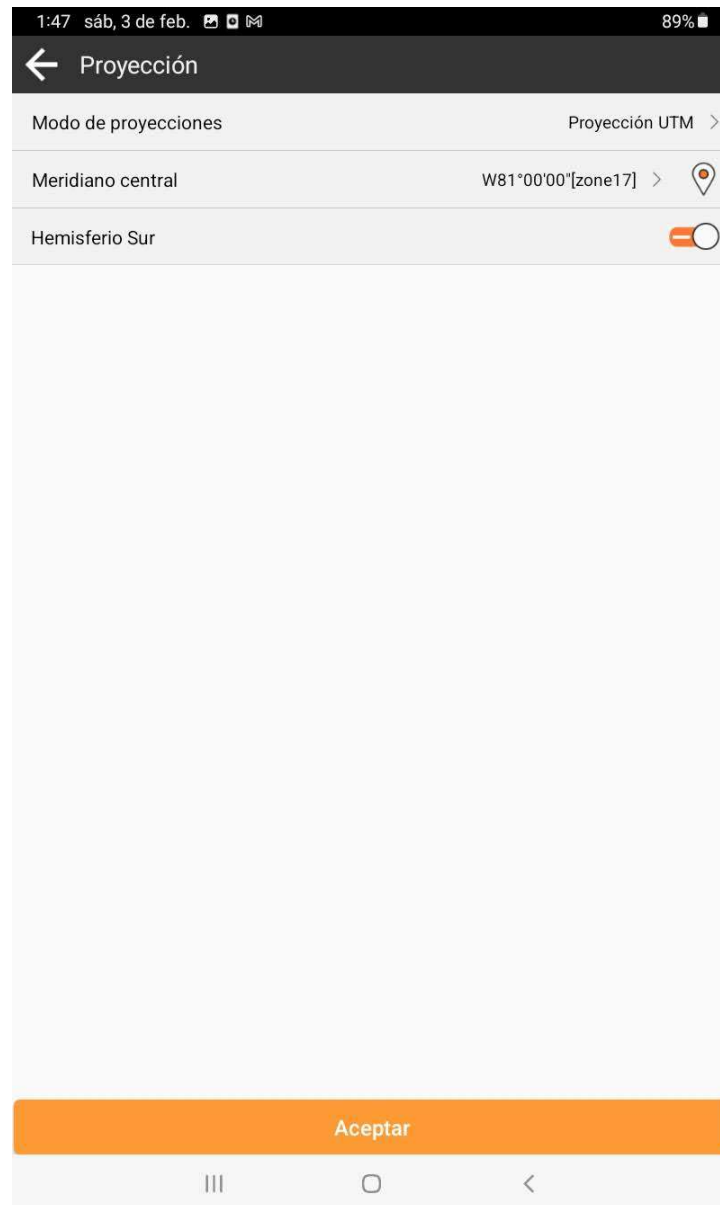 1:47 sáb, 3 de feb. 89%
Proyección
Modo de proyecciones Proyección UTM
Meridiano central W81°00'00"[zone17]
Hemisferio Sur
Aceptar